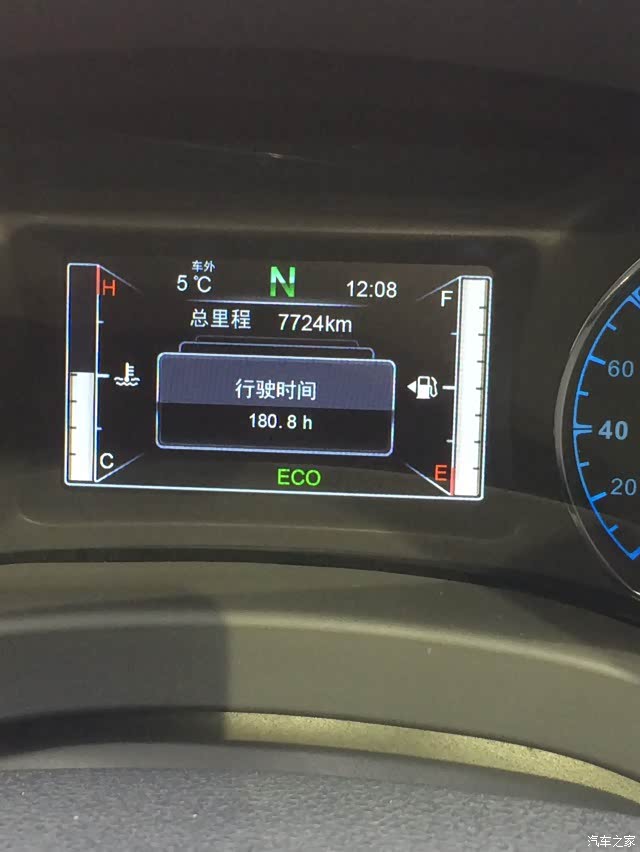 车外
5℃ N 12:08
H F
总里程 7724km
行驶时间
180.8 h
C E
ECO
60
40
20
汽车之家